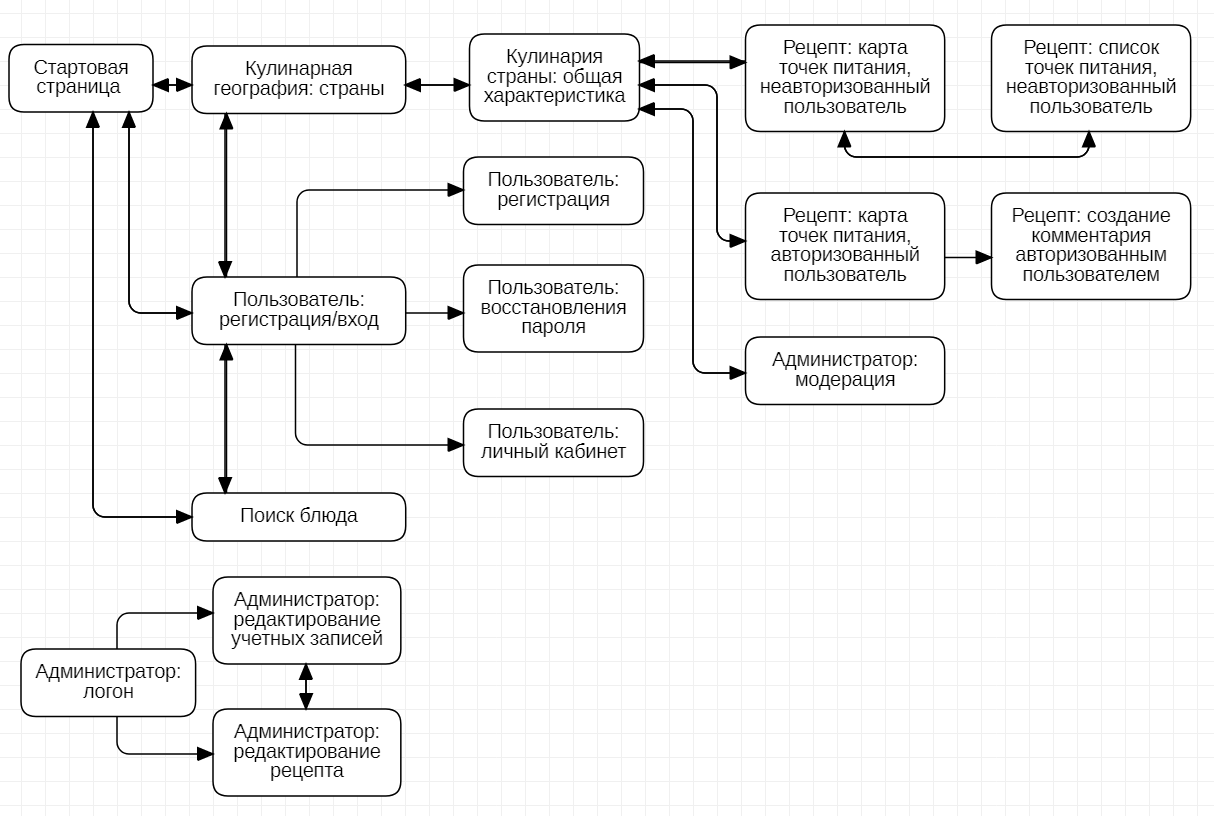 Стартовая
страница
Кулинарная
география: страны
Кулинария
страны: общая
характеристика
Рецепт: карта
точек питания,
неавторизованный
пользователь
Рецепт: список
точек питания,
неавторизованный
пользователь
Пользователь:
регистрация
Рецепт: карта
точек питания,
авторизованный
пользователь
Рецепт: создание
комментария
авторизованным
пользователем
Пользователь:
регистрация/вход
Пользователь:
восстановления
пароля
Администратор:
модерация
Пользователь:
личный кабинет
Поиск блюда
Администратор:
редактирование
учетных записей
Администратор:
логон
Администратор:
редактирование
рецепта